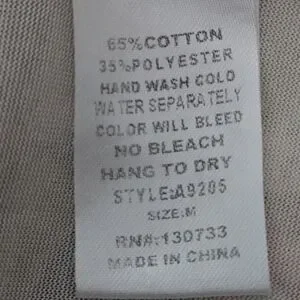 65%COTTON
35%POLYESTER
HAND WASH COLD
WATER SEPARATELY
COLOR WILL BLEED
NO BLEACH
HANG TO DRY
STYLE:A9205
SIZE:M
RN#:130733
MADE IN CHINA